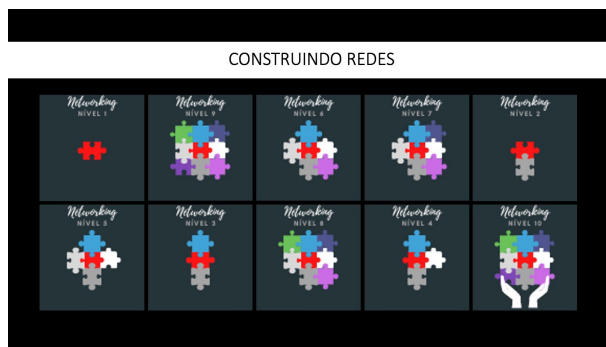 CONSTRUINDO REDES
Networking
NÍVEL 1
Networking
NÍVEL 9
Networking
NÍVEL 6
Networking
NÍVEL 7
Networking
NÍVEL 2
Networking
NÍVEL 5
Networking
NÍVEL 3
Networking
NÍVEL 8
Networking
NÍVEL 4
Networking
NÍVEL 10